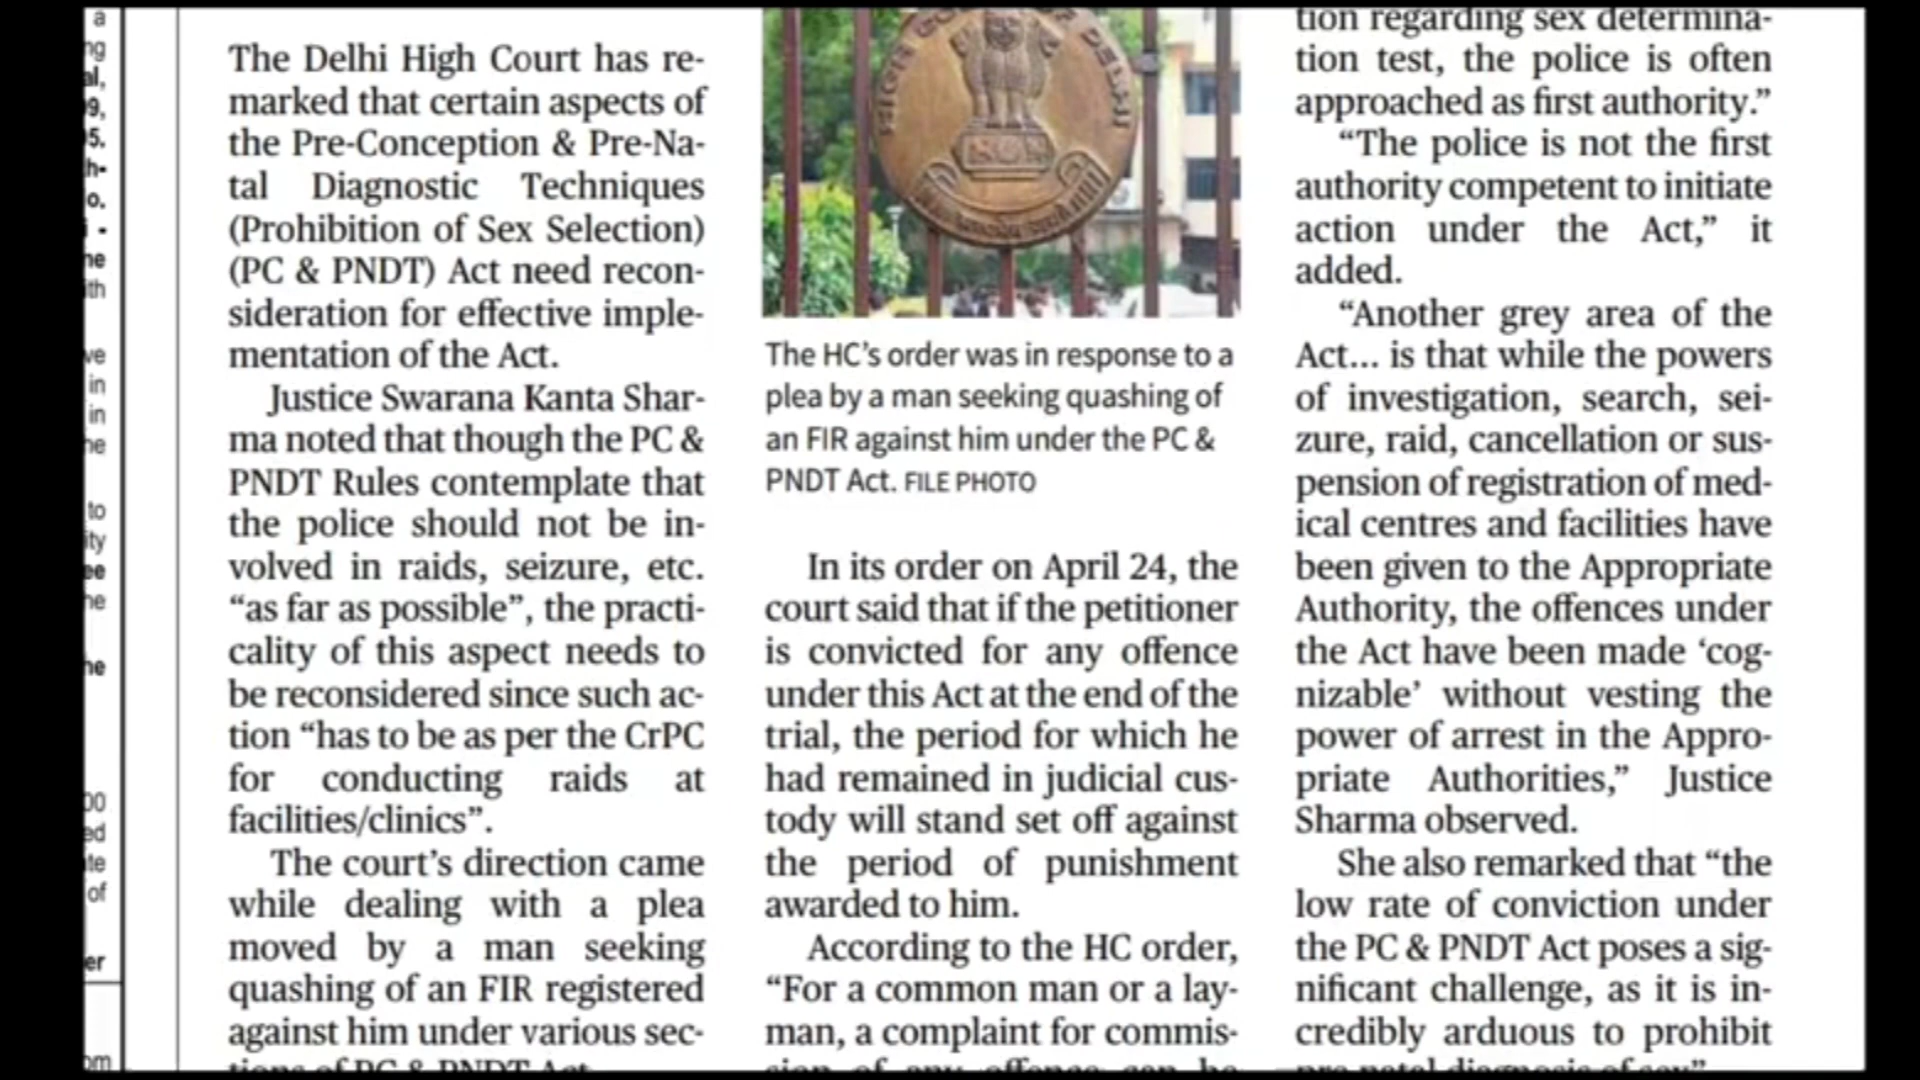 The Delhi High Court has re-
marked that certain aspects of
the Pre-Conception & Pre-Na-
tal Diagnostic Techniques
(Prohibition of Sex Selection)
(PC & PNDT) Act need recon-
sideration for effective imple-
mentation of the Act.
Justice Swarana Kanta Shar-
ma noted that though the PC &
PNDT Rules contemplate that
the police should not be in-
volved in raids, seizure, etc.
“as far as possible”, the practi-
cality of this aspect needs to
be reconsidered since such ac-
tion “has to be as per the CrPC
for conducting raids at
facilities/clinics”.
The court’s direction came
while dealing with a plea
moved by a man seeking
quashing of an FIR registered
against him under various sec-
tions of PC & PNDT Act.
The HC’s order was in response to a
plea by a man seeking quashing of
an FIR against him under the PC &
PNDT Act. FILE PHOTO
In its order on April 24, the
court said that if the petitioner
is convicted for any offence
under this Act at the end of the
trial, the period for which he
had remained in judicial cus-
tody will stand set off against
the period of punishment
awarded to him.
According to the HC order,
“For a common man or a lay-
man, a complaint for commis-
sion of any offence can be
tion regarding sex determina-
tion test, the police is often
approached as first authority.”
“The police is not the first
authority competent to initiate
action under the Act,” it
added.
“Another grey area of the
Act... is that while the powers
of investigation, search, sei-
zure, raid, cancellation or sus-
pension of registration of med-
ical centres and facilities have
been given to the Appropriate
Authority, the offences under
the Act have been made ‘cog-
nizable’ without vesting the
power of arrest in the Appro-
priate Authorities,” Justice
Sharma observed.
She also remarked that “the
low rate of conviction under
the PC & PNDT Act poses a sig-
nificant challenge, as it is in-
credibly arduous to prohibit
pre-natal diagnosis of sex”.